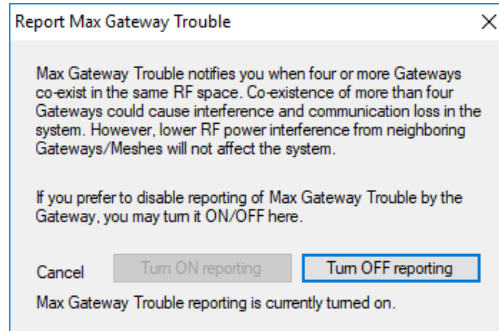 Report Max Gateway Trouble
Max Gateway Trouble notifies you when four or more Gateways
co-exist in the same RF space. Co-existence of more than four
Gateways could cause interference and communication loss in the
system. However, lower RF power interference from neighboring
Gateways/Meshes will not affect the system.
If you prefer to disable reporting of Max Gateway Trouble by the
Gateway, you may turn it ON/OFF here.
Cancel Turn ON reporting Turn OFF reporting
Max Gateway Trouble reporting is currently turned on.